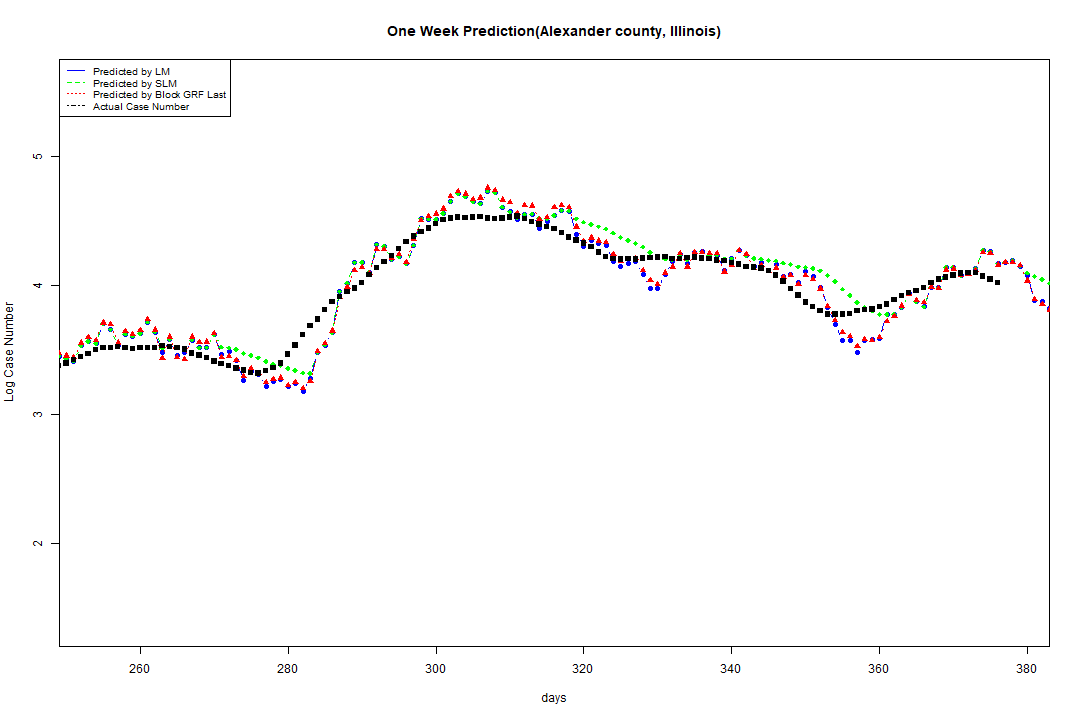 One Week Prediction(Alexander county, Illinois)
Predicted by LM
Predicted by SLM
Predicted by Block GRF Last
Actual Case Number
5
4
3
2
Log Case Number
260 280 300 320 340 360 380
days